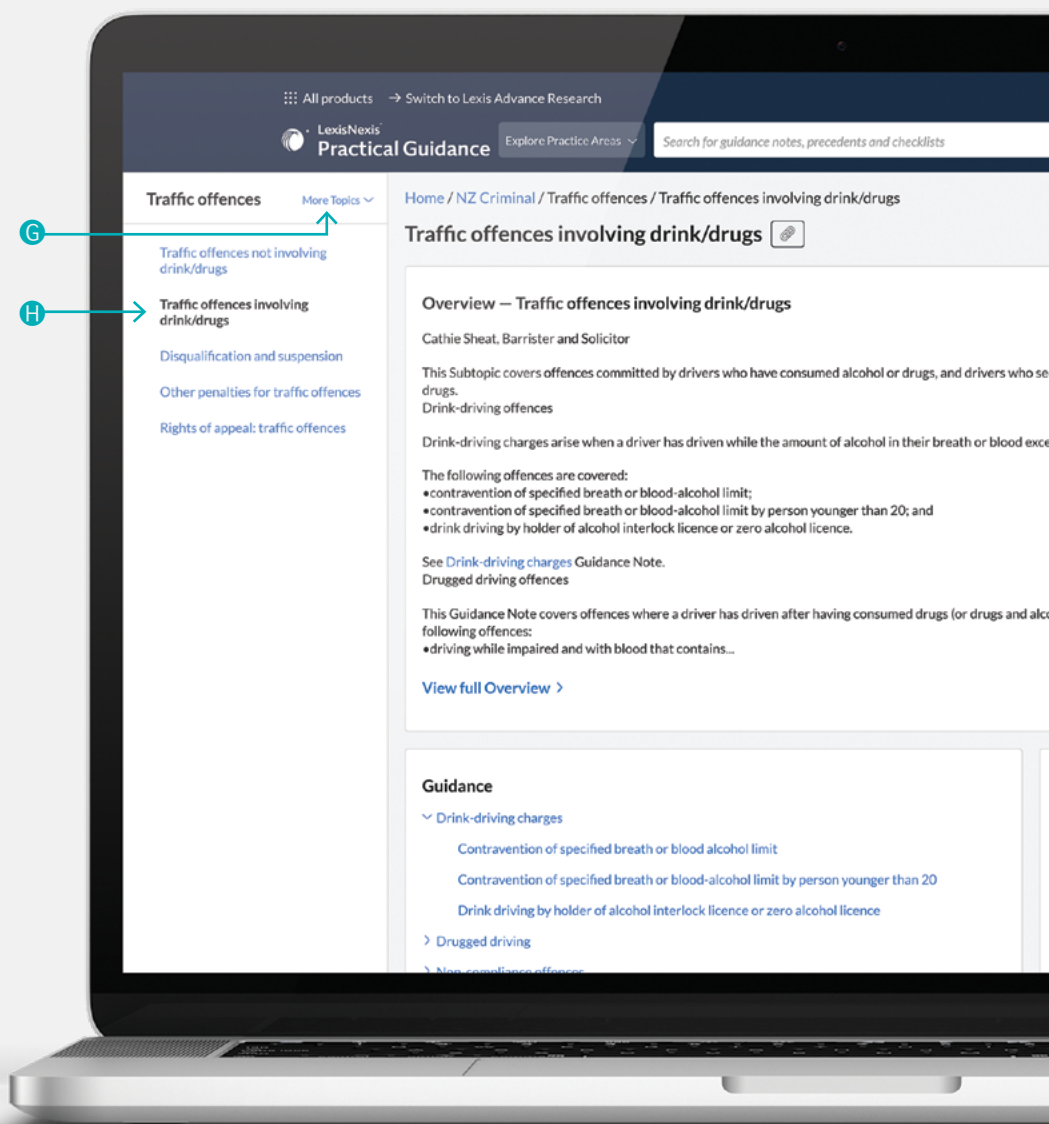 All products → Switch to Lexis Advance Research
LexisNexis
Practical Guidance
Explore Practice Areas
Search for guidance notes, precedents and checklists
Traffic offences
More Topics
G
Traffic offences not involving
drink/drugs
H
Traffic offences involving
drink/drugs
Disqualification and suspension
Other penalties for traffic offences
Rights of appeal: traffic offences
Home / NZ Criminal / Traffic offences / Traffic offences involving drink/drugs
Traffic offences involving drink/drugs
Overview — Traffic offences involving drink/drugs
Cathie Sheat, Barrister and Solicitor
This Subtopic covers offences committed by drivers who have consumed alcohol or drugs, and drivers who se
drugs.
Drink-driving offences
Drink-driving charges arise when a driver has driven while the amount of alcohol in their breath or blood exce
The following offences are covered:
•contravention of specified breath or blood-alcohol limit;
•contravention of specified breath or blood-alcohol limit by person younger than 20; and
•drink driving by holder of alcohol interlock licence or zero alcohol licence.
See Drink-driving charges Guidance Note.
Drugged driving offences
This Guidance Note covers offences where a driver has driven after having consumed drugs (or drugs and alco
following offences:
•driving while impaired and with blood that contains...
View full Overview >
Guidance
Drink-driving charges
Contravention of specified breath or blood alcohol limit
Contravention of specified breath or blood-alcohol limit by person younger than 20
Drink driving by holder of alcohol interlock licence or zero alcohol licence
> Drugged driving
> Non-compliance offences